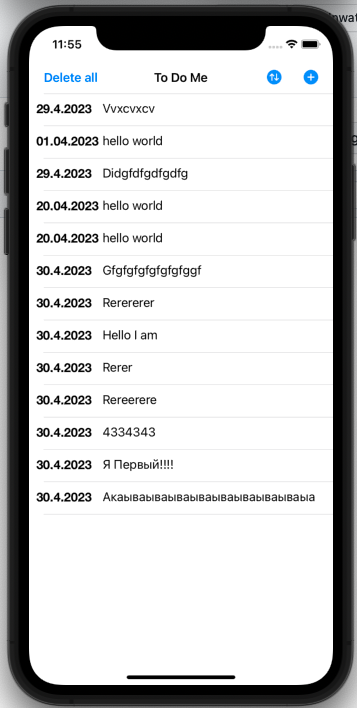 11:55
Delete all To Do Me
29.4.2023 Vvxcvxcv
01.04.2023 hello world
29.4.2023 Didgfdfgdfgdfg
20.04.2023 hello world
20.04.2023 hello world
30.4.2023 Gfgfgfgfgfgfgfggf
30.4.2023 Rerererer
30.4.2023 Hello I am
30.4.2023 Rerer
30.4.2023 Rereerere
30.4.2023 4334343
30.4.2023 Я Первый!!!!
30.4.2023 Акаываываываываываываываываыа